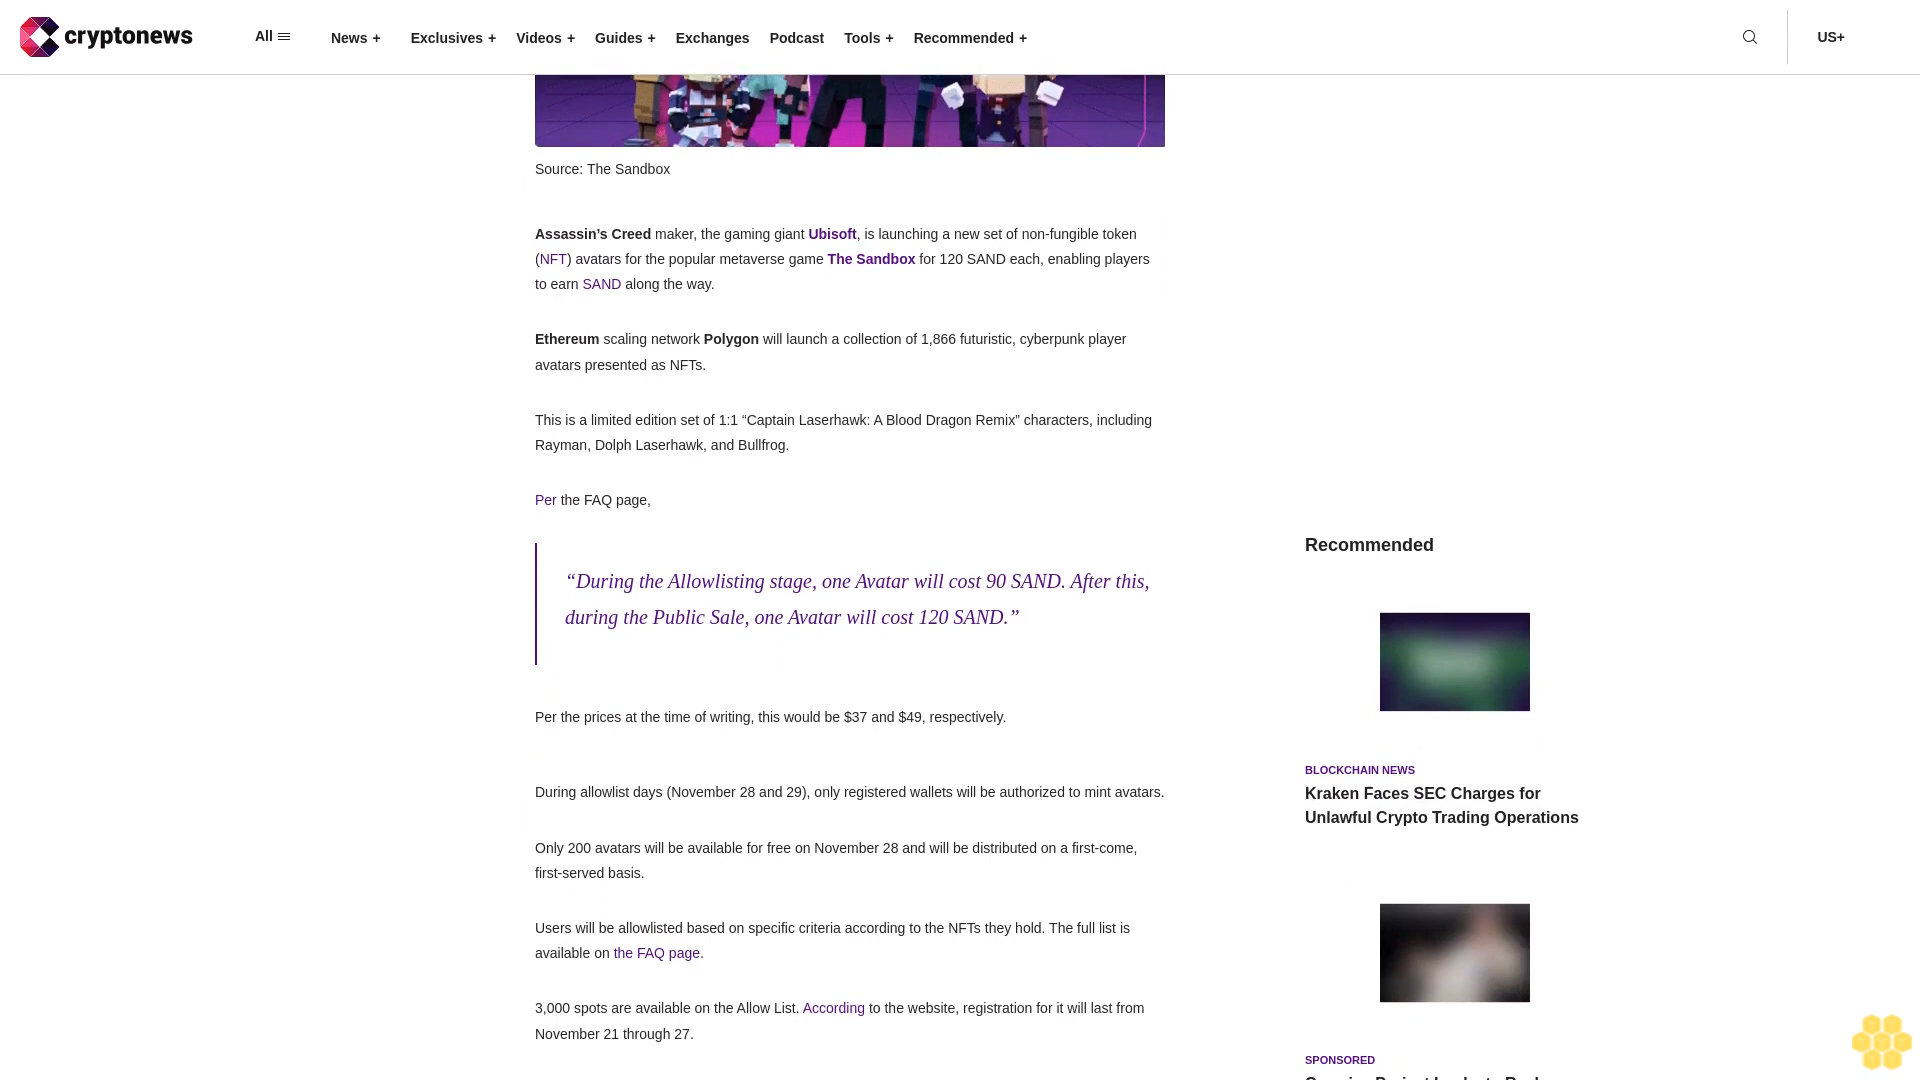 cryptonews
All
News +
Exclusives +
Videos +
Guides +
Exchanges
Podcast
Tools +
Recommended +
US+
Source: The Sandbox
Assassin’s Creed maker, the gaming giant Ubisoft, is launching a new set of non-fungible token
(NFT) avatars for the popular metaverse game The Sandbox for 120 SAND each, enabling players
to earn SAND along the way.
Ethereum scaling network Polygon will launch a collection of 1,866 futuristic, cyberpunk player
avatars presented as NFTs.
This is a limited edition set of 1:1 “Captain Laserhawk: A Blood Dragon Remix” characters, including
Rayman, Dolph Laserhawk, and Bullfrog.
Per the FAQ page,
“During the Allowlisting stage, one Avatar will cost 90 SAND. After this,
during the Public Sale, one Avatar will cost 120 SAND.”
Per the prices at the time of writing, this would be $37 and $49, respectively.
During allowlist days (November 28 and 29), only registered wallets will be authorized to mint avatars.
Only 200 avatars will be available for free on November 28 and will be distributed on a first-come,
first-served basis.
Users will be allowlisted based on specific criteria according to the NFTs they hold. The full list is
available on the FAQ page.
3,000 spots are available on the Allow List. According to the website, registration for it will last from
November 21 through 27.
Recommended
BLOCKCHAIN NEWS
Kraken Faces SEC Charges for
Unlawful Crypto Trading Operations
SPONSORED